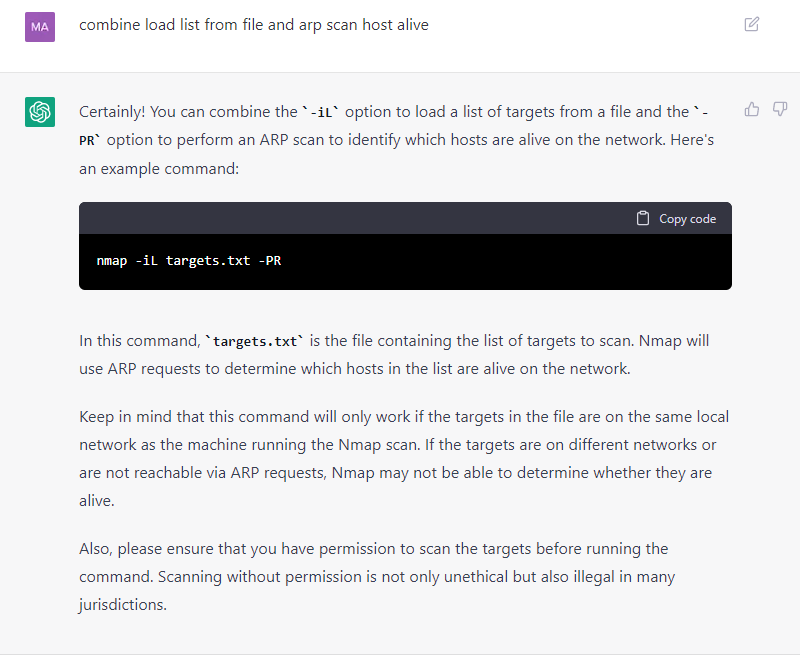 MA
combine load list from file and arp scan host alive
Certainly! You can combine the `-iL` option to load a list of targets from a file and the `-
PR` option to perform an ARP scan to identify which hosts are alive on the network. Here's
an example command:
Copy code
nmap -iL targets.txt -PR
In this command, `targets.txt` is the file containing the list of targets to scan. Nmap will
use ARP requests to determine which hosts in the list are alive on the network.
Keep in mind that this command will only work if the targets in the file are on the same local
network as the machine running the Nmap scan. If the targets are on different networks or
are not reachable via ARP requests, Nmap may not be able to determine whether they are
alive.
Also, please ensure that you have permission to scan the targets before running the
command. Scanning without permission is not only unethical but also illegal in many
jurisdictions.